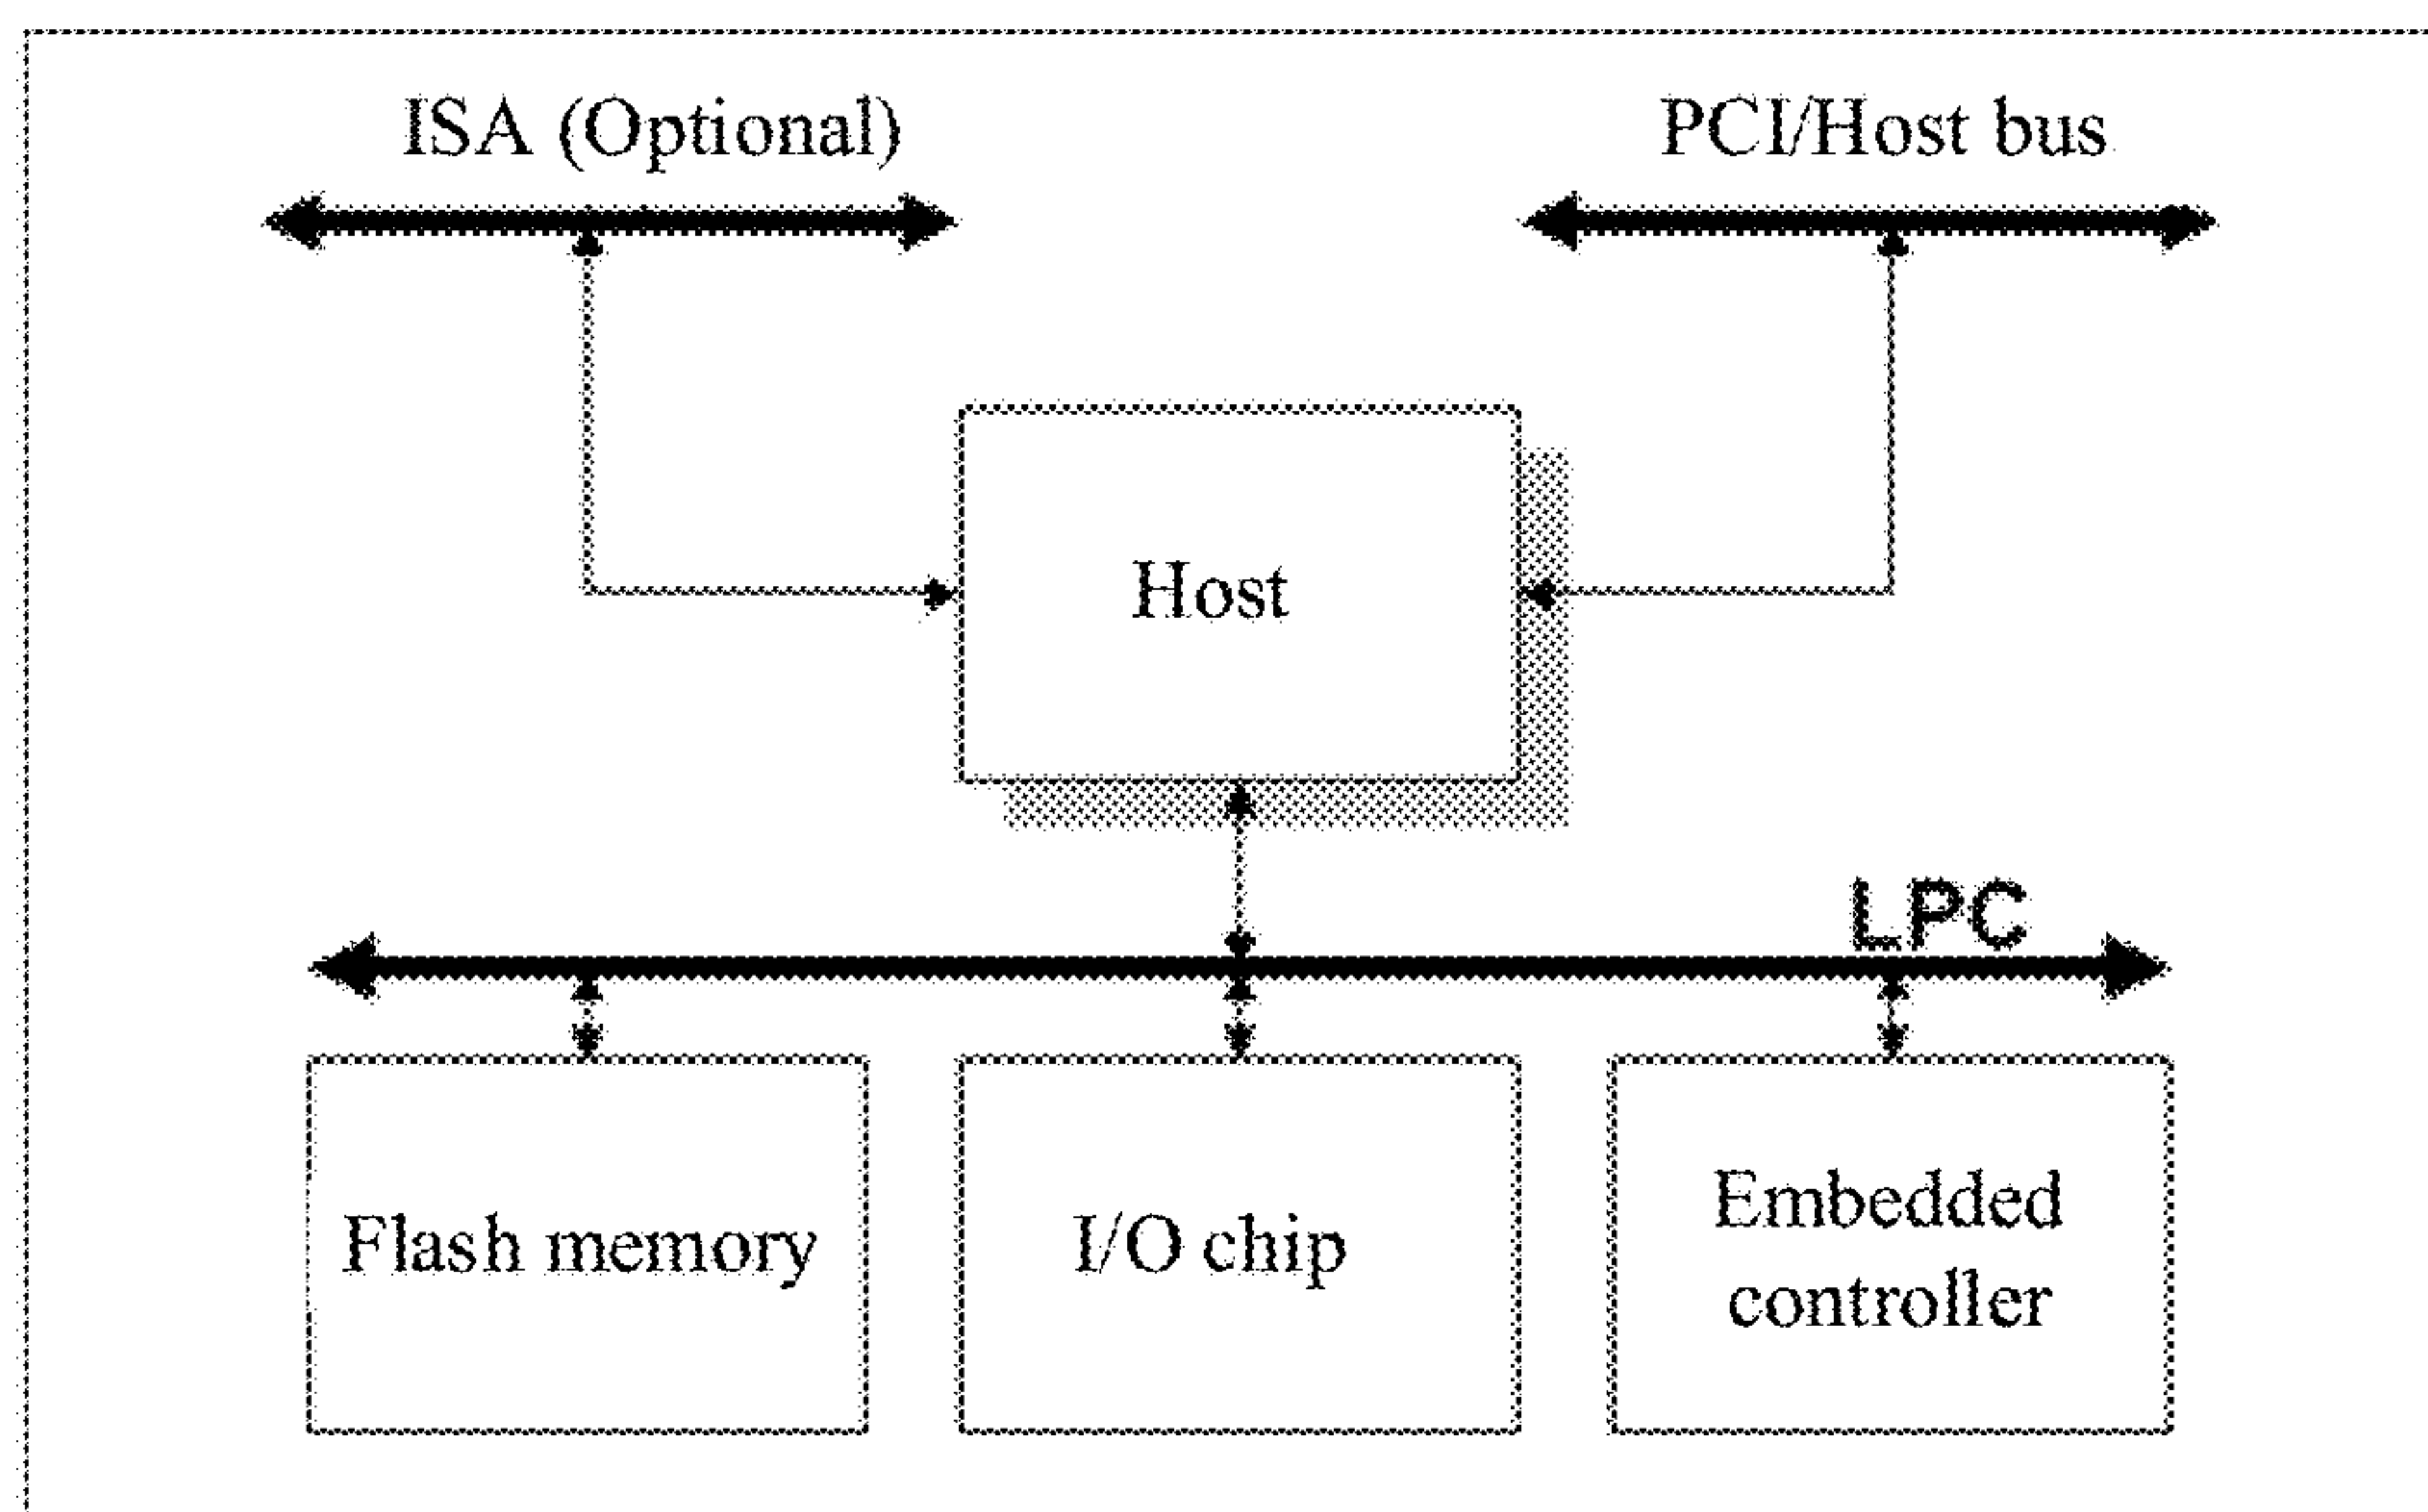 ISA (Optional)
PCI/Host bus
Host
LPC
Flash memory
I/O chip
Embedded
controller